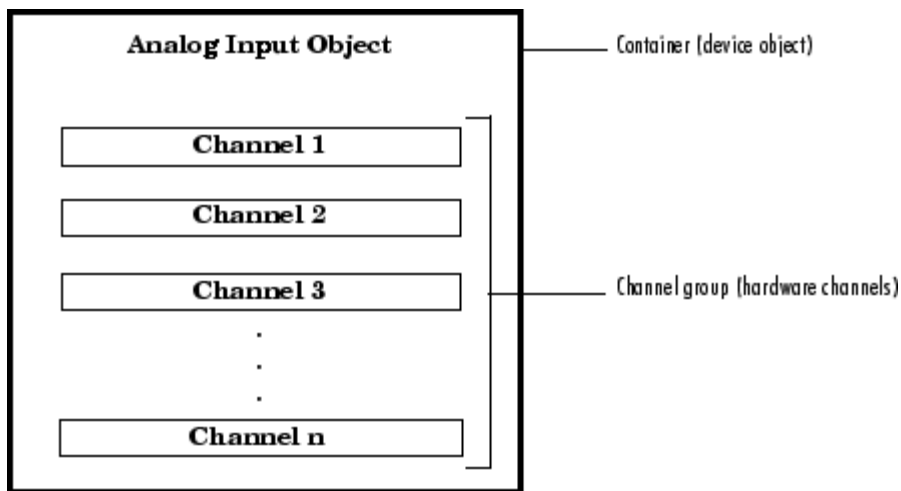 Analog Input Object
Container (device object)
Channel 1
Channel 2
Channel 3
Channel group (hardware channels)
.
.
.
Channel n